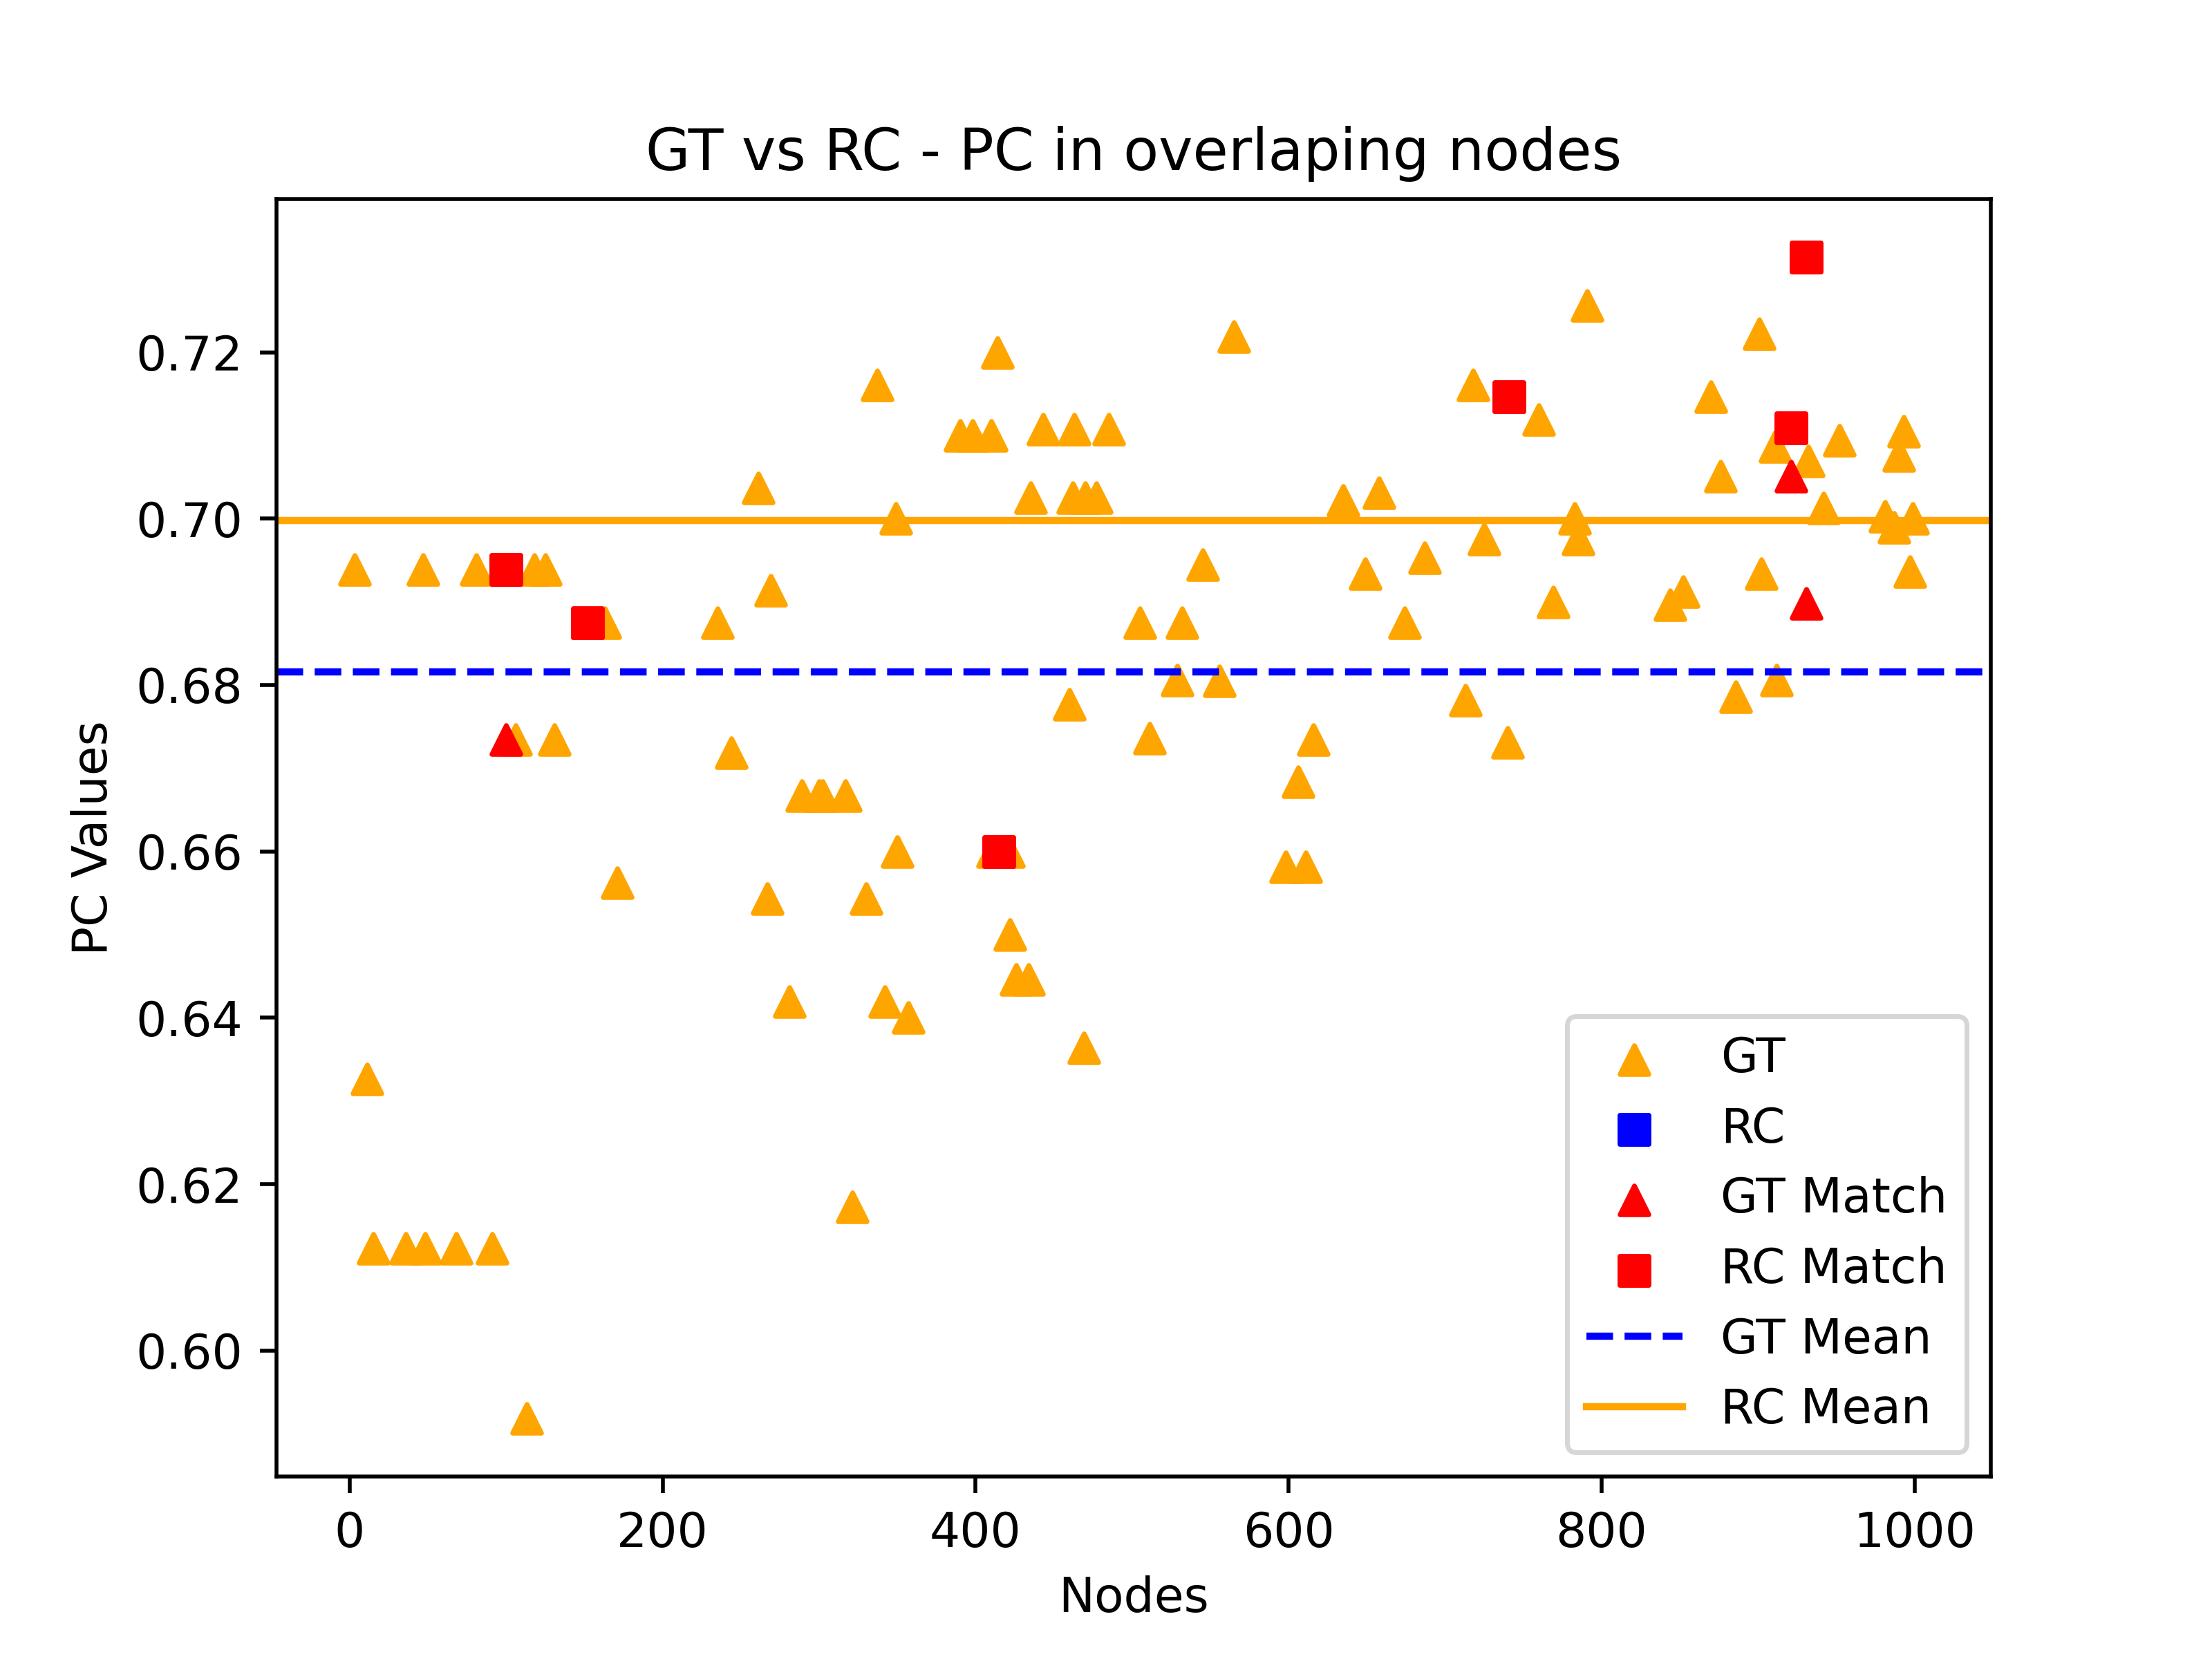 GT vs RC - PC in overlaping nodes
PC Values
0.72
0.70
0.68
0.66
0.64
0.62
0.60
GT
RC
GT Match
RC Match
GT Mean
RC Mean
0 200 400 600 800 1000
Nodes